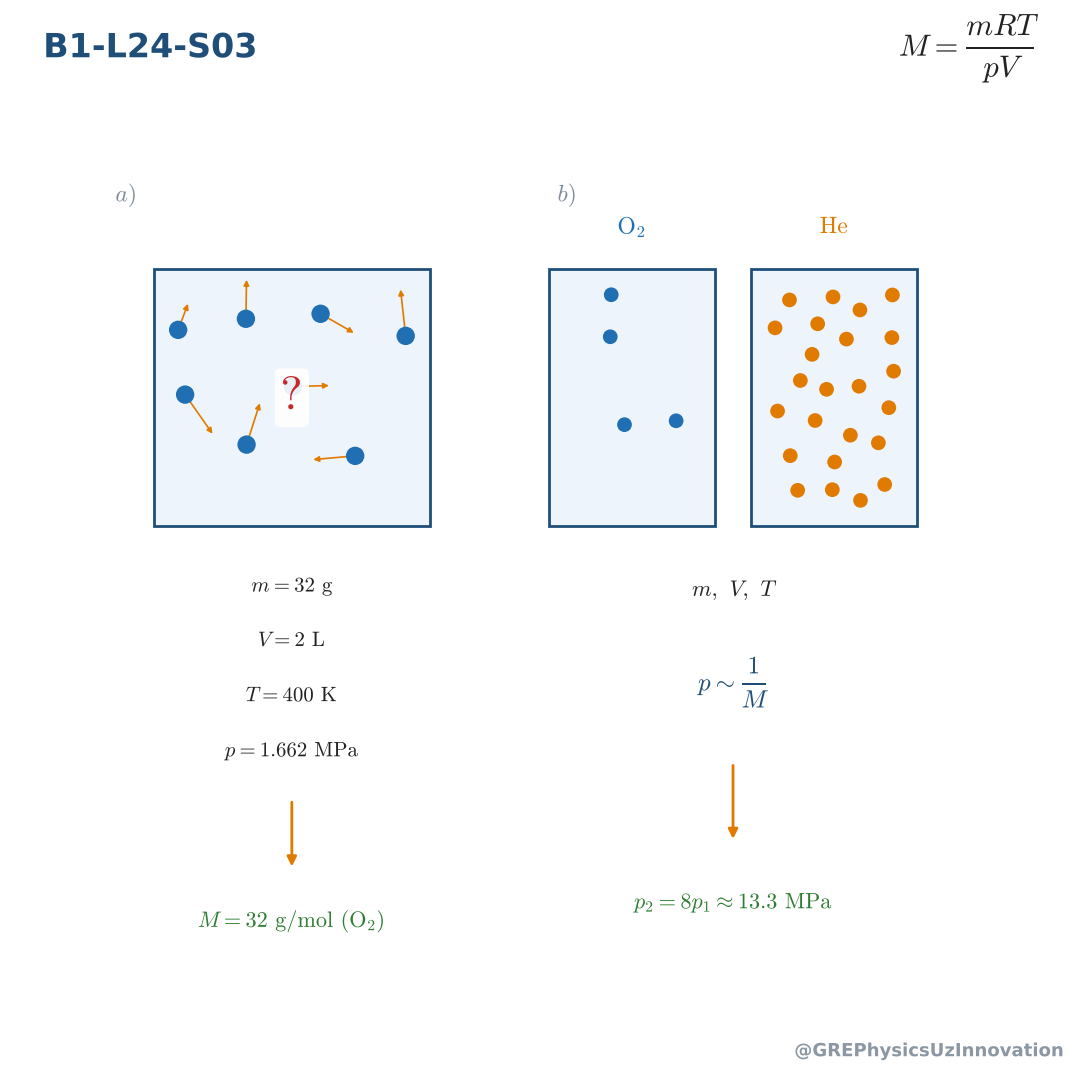 B1-L24-S03
M = mRT / pV
a)
b)
O₂
He
?
m = 32 g
V = 2 L
T = 400 K
p = 1.662 MPa
M = 32 g/mol (O₂)
m, V, T
p ~ 1 / M
p₂ = 8p₁ ≈ 13.3 MPa
@GREPhysicsUzInnovation